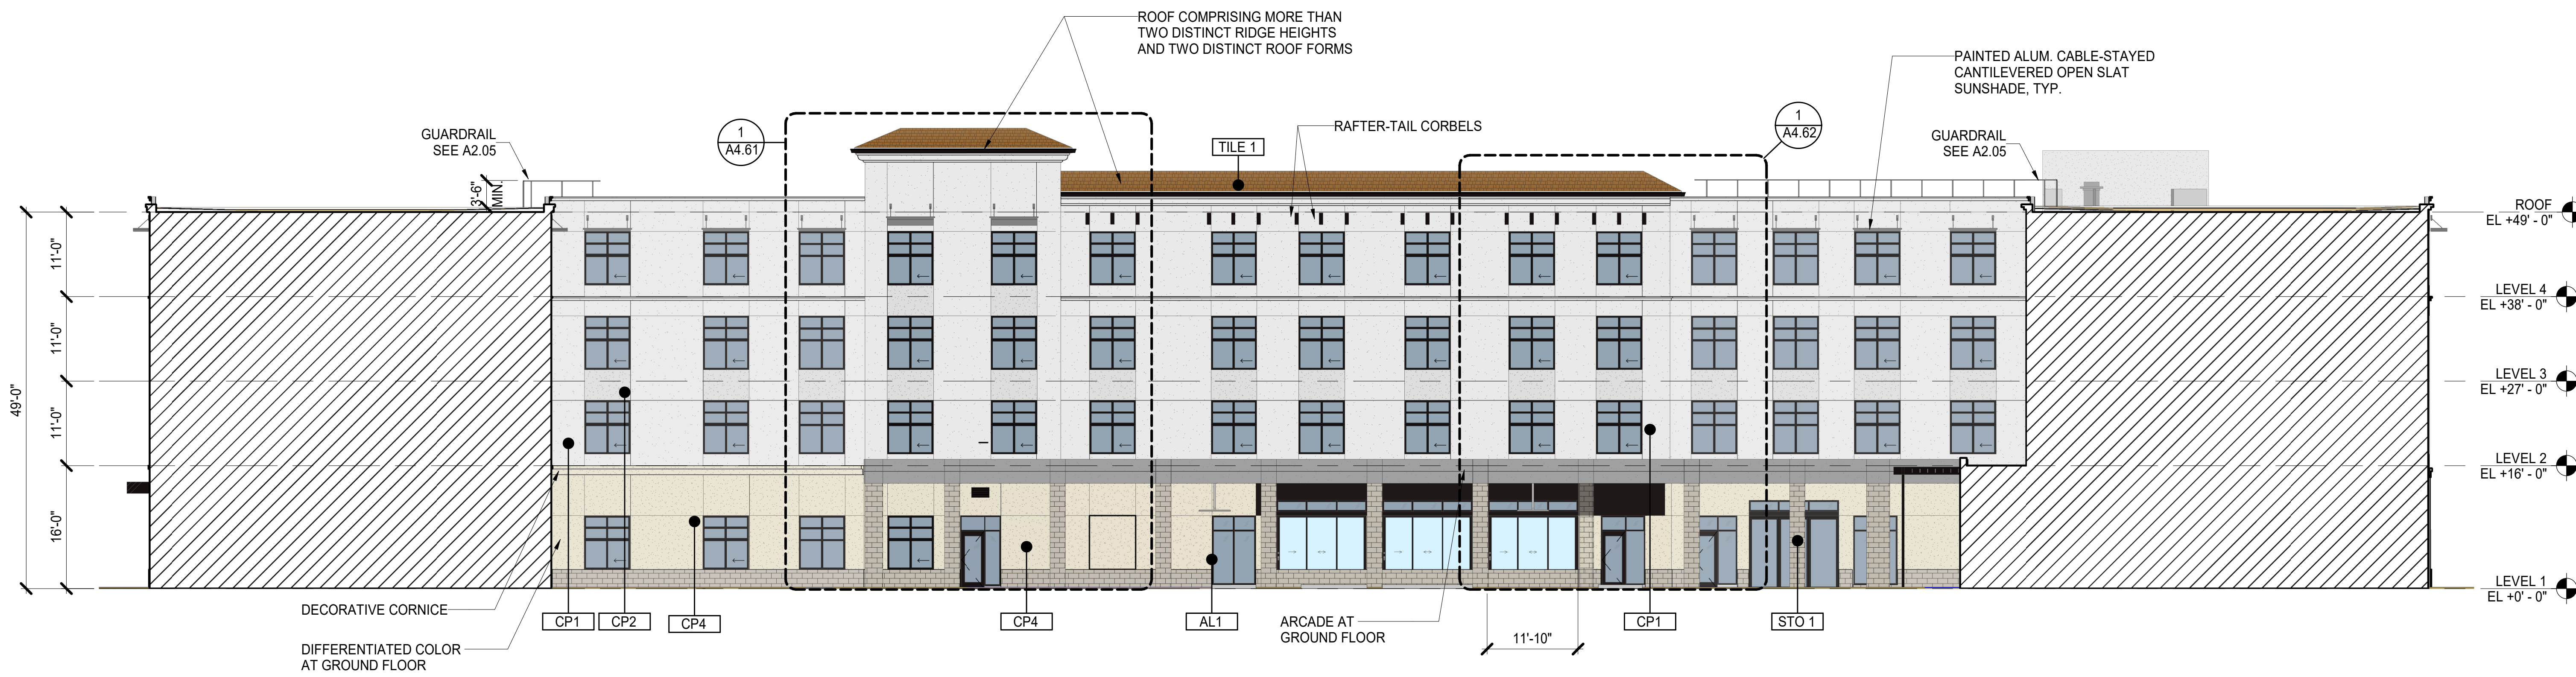 ROOF COMPRISING MORE THAN
TWO DISTINCT RIDGE HEIGHTS
AND TWO DISTINCT ROOF FORMS
PAINTED ALUM. CABLE-STAYED
CANTILEVERED OPEN SLAT
SUNSHADE, TYP.
GUARDRAIL
SEE A2.05
1
A4.61
TILE 1
RAFTER-TAIL CORBELS
1
A4.62
GUARDRAIL
SEE A2.05
3'-6"
MIN.
ROOF
EL +49' - 0"
11'-0"
LEVEL 4
EL +38' - 0"
11'-0"
LEVEL 3
EL +27' - 0"
49'-0"
11'-0"
LEVEL 2
EL +16' - 0"
16'-0"
LEVEL 1
EL +0' - 0"
DECORATIVE CORNICE
DIFFERENTIATED COLOR
AT GROUND FLOOR
CP1
CP2
CP4
CP4
AL1
ARCADE AT
GROUND FLOOR
CP1
STO 1
11'-10"